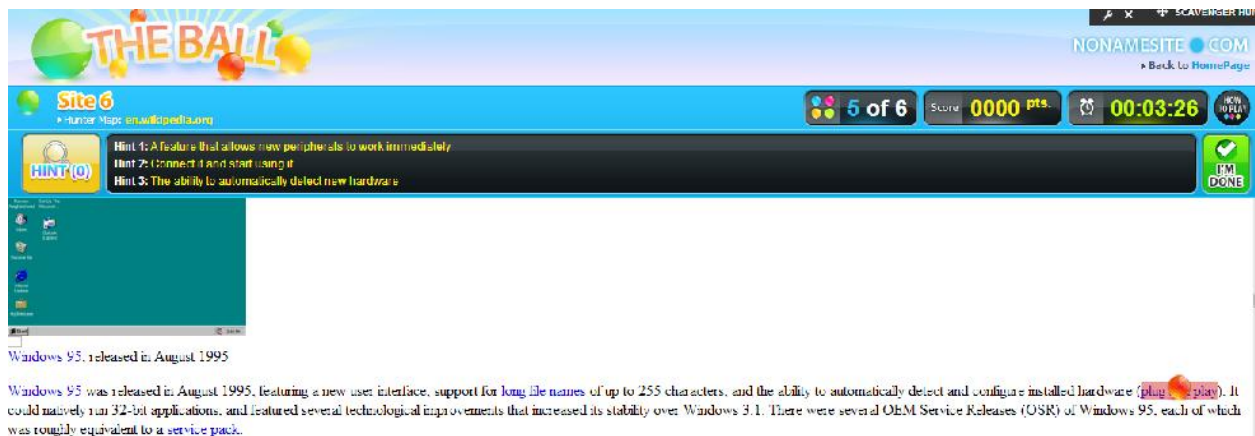 SCAVENGER HUN
THE BALL
NONAMESITE COM
Back to HomePage
Site 6
Hunter Map: en.wikipedia.org
5 of 6
Score 0000 pts.
00:03:26
HOW TO PLAY
HINT (0)
Hint 1: A feature that allows new peripherals to work immediately
Hint 2: Connect it and start using it
Hint 3: The ability to automatically detect new hardware
I'M
DONE
Windows 95, released in August 1995
Windows 95 was released in August 1995, featuring a new user interface, support for long file names of up to 255 characters, and the ability to automatically detect and configure installed hardware (plug play). It
could natively run 32-bit applications, and featured several technological improvements that increased its stability over Windows 3.1. There were several OEM Service Releases (OSR) of Windows 95, each of which
was roughly equivalent to a service pack.